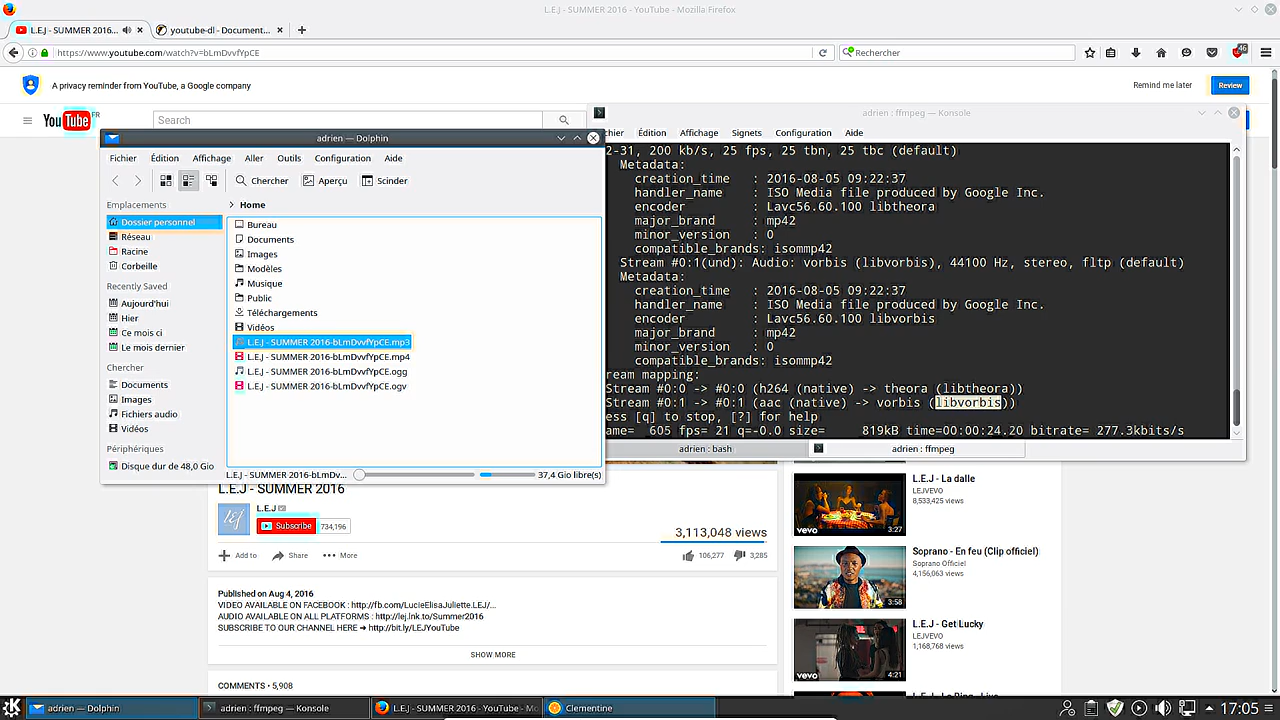 L.E.J - SUMMER 2016 - YouTube - Mozilla Firefox
L.E.J - SUMMER 2016...
youtube-dl - Document...
https://www.youtube.com/watch?v=bLmDvvfYpCE
Rechercher
46
A privacy reminder from YouTube, a Google company
Remind me later
Review
YouTube FR
Search
adrien : ffmpeg — Konsole
chier Édition Affichage Signets Configuration Aide
2-31, 200 kb/s, 25 fps, 25 tbn, 25 tbc (default)
Metadata:
creation_time : 2016-08-05 09:22:37
handler_name : ISO Media file produced by Google Inc.
encoder : Lavc56.60.100 libtheora
major_brand : mp42
minor_version : 0
compatible_brands: isommp42
Stream #0:1(und): Audio: vorbis (libvorbis), 44100 Hz, stereo, fltp (default)
Metadata:
creation_time : 2016-08-05 09:22:37
handler_name : ISO Media file produced by Google Inc.
encoder : Lavc56.60.100 libvorbis
major_brand : mp42
minor_version : 0
compatible_brands: isommp42
ream mapping:
Stream #0:0 -> #0:0 (h264 (native) -> theora (libtheora))
Stream #0:1 -> #0:1 (aac (native) -> vorbis (libvorbis))
ess [q] to stop, [?] for help
ame= 605 fps= 21 q=-0.0 size= 819kB time=00:00:24.20 bitrate= 277.3kbits/s
adrien : bash
adrien : ffmpeg
adrien — Dolphin
Fichier Édition Affichage Aller Outils Configuration Aide
Chercher Aperçu Scinder
Emplacements
Dossier personnel
Réseau
Racine
Corbeille
Recently Saved
Aujourd'hui
Hier
Ce mois ci
Le mois dernier
Chercher
Documents
Images
Fichiers audio
Vidéos
Périphériques
Disque dur de 48,0 Gio
Home
Bureau
Documents
Images
Modèles
Musique
Public
Téléchargements
Vidéos
L.E.J - SUMMER 2016-bLmDvvfYpCE.mp3
L.E.J - SUMMER 2016-bLmDvvfYpCE.mp4
L.E.J - SUMMER 2016-bLmDvvfYpCE.ogg
L.E.J - SUMMER 2016-bLmDvvfYpCE.ogv
L.E.J - SUMMER 2016-bLmDv...
37,4 Gio libre(s)
L.E.J - SUMMER 2016
LEJ
L.E.J
Subscribe 734,196
3,113,048 views
Add to Share More
106,277 3,285
Published on Aug 4, 2016
VIDEO AVAILABLE ON FACEBOOK : http://fb.com/LucieElisaJuliette.LEJ/...
AUDIO AVAILABLE ON ALL PLATFORMS : http://lej.lnk.to/Summer2016
SUBSCRIBE TO OUR CHANNEL HERE ➔ http://bit.ly/LEJYouTube
SHOW MORE
COMMENTS • 5,908
vevo
3:27
L.E.J - La dalle
LEJVEVO
8,533,425 views
3:58
Soprano - En feu (Clip officiel)
Soprano Officiel
4,156,063 views
vevo
4:21
L.E.J - Get Lucky
LEJVEVO
1,168,768 views
adrien — Dolphin
adrien : ffmpeg — Konsole
L.E.J - SUMMER 2016 - YouTube - Mo
Clementine
17:05